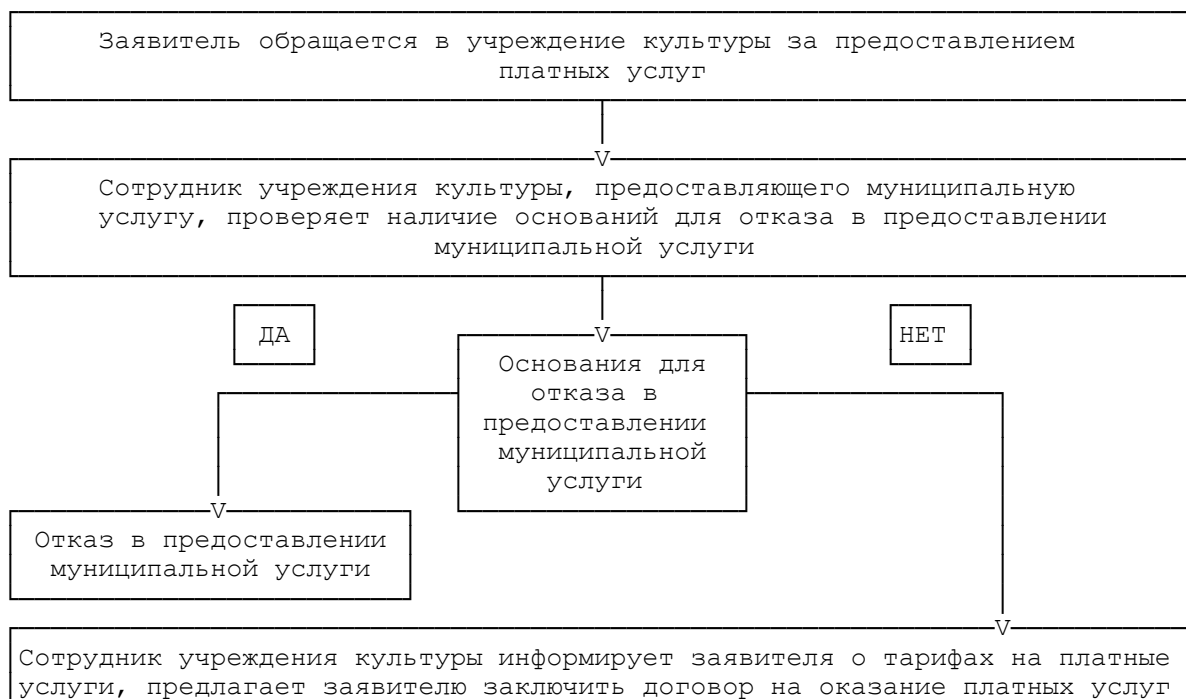 Заявитель обращается в учреждение культуры за предоставлением
платных услуг
Сотрудник учреждения культуры, предоставляющего муниципальную
услугу, проверяет наличие оснований для отказа в предоставлении
муниципальной услуги
ДА
НЕТ
Основания для
отказа в
предоставлении
муниципальной
услуги
Отказ в предоставлении
муниципальной услуги
Сотрудник учреждения культуры информирует заявителя о тарифах на платные
услуги, предлагает заявителю заключить договор на оказание платных услуг